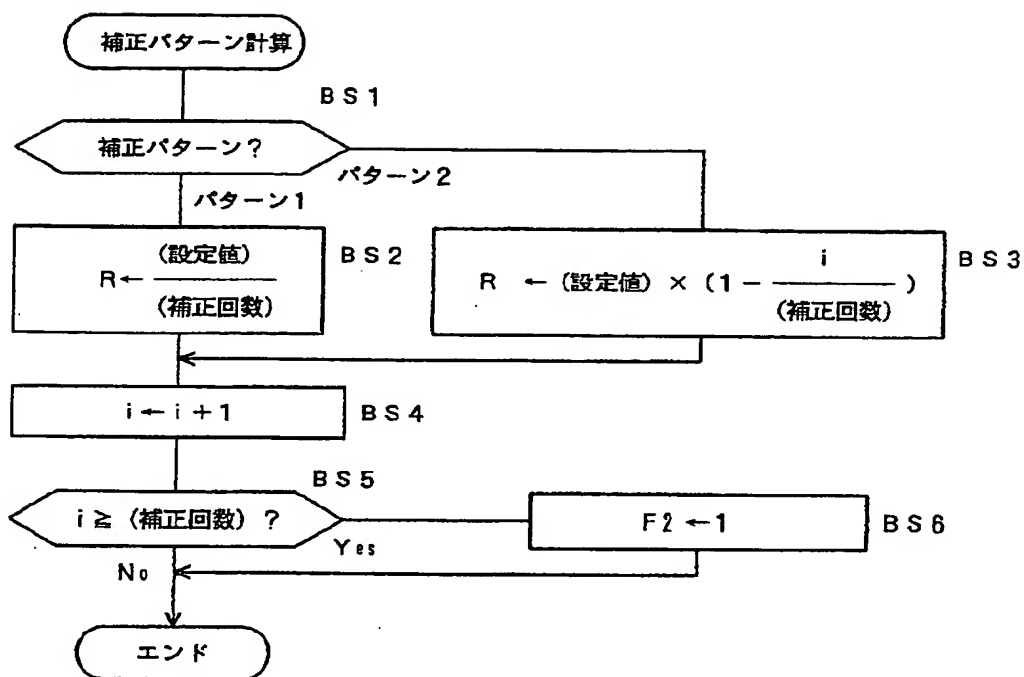 補正パターン計算
BS1
補正パターン?
パターン2
パターン1
R← (設定値) / (補正回数)
BS2
R ← (設定値) × (1 - i / (補正回数) )
BS3
i ← i + 1
BS4
BS5
i ≧ (補正回数) ?
Yes
F2 ← 1
BS6
No
エンド